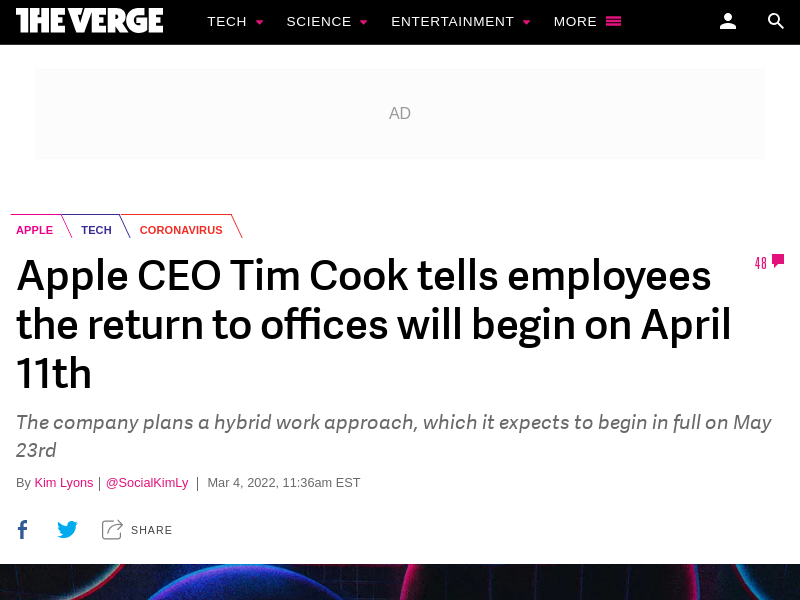 THE VERGE TECH SCIENCE ENTERTAINMENT MORE
AD
APPLE TECH CORONAVIRUS
Apple CEO Tim Cook tells employees
the return to offices will begin on April
11th
48
The company plans a hybrid work approach, which it expects to begin in full on May
23rd
By Kim Lyons | @SocialKimLy | Mar 4, 2022, 11:36am EST
SHARE